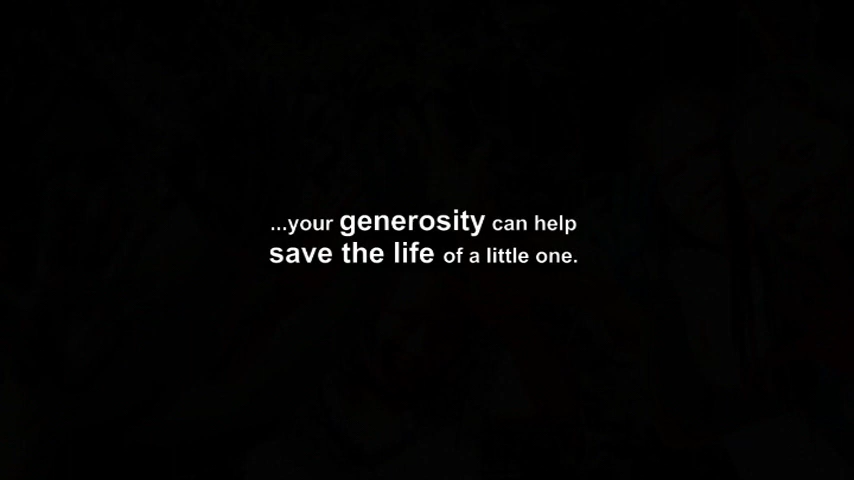 ...your generosity can help
save the life of a little one.